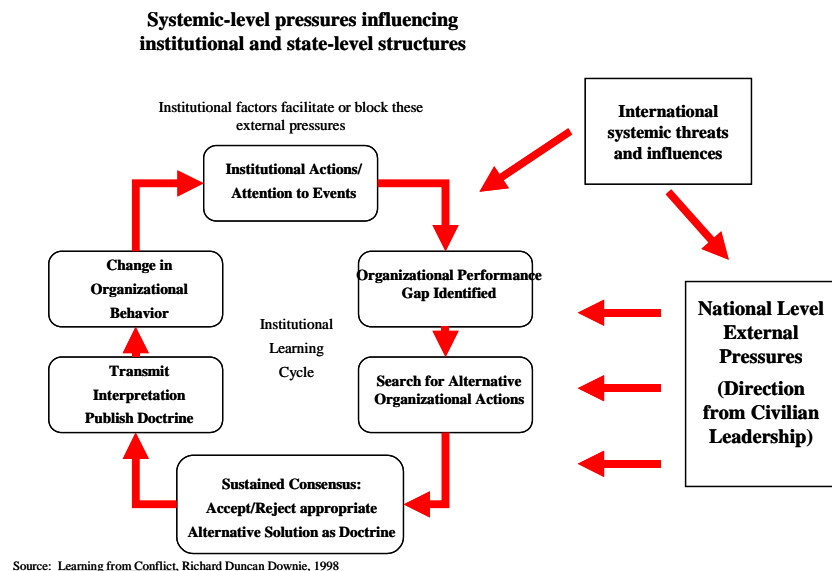 Systemic-level pressures influencing
institutional and state-level structures
Institutional factors facilitate or block these
external pressures
International
systemic threats
and influences
Institutional Actions/
Attention to Events
Organizational Performance
Gap Identified
Change in
Organizational
Behavior
National Level
External
Pressures
(Direction
from Civilian
Leadership)
Institutional
Learning
Cycle
Search for Alternative
Organizational Actions
Transmit
Interpretation
Publish Doctrine
Sustained Consensus:
Accept/Reject appropriate
Alternative Solution as Doctrine
Source: Learning from Conflict, Richard Duncan Downie, 1998